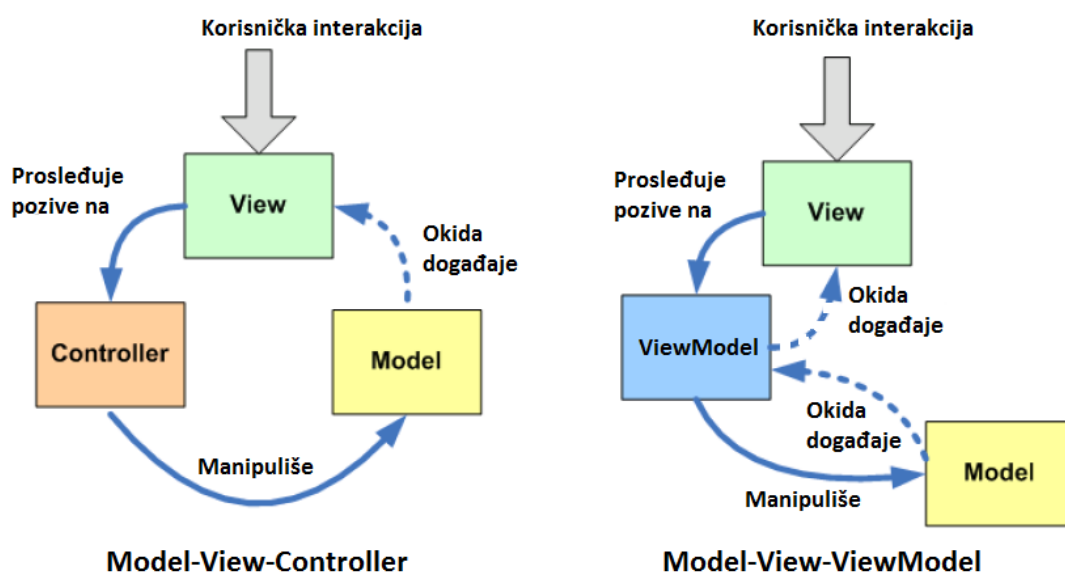 Korisnička interakcija
Prosleđuje
pozive na
View
Okida
događaje
Controller
Model
Manipuliše
Model-View-Controller
Korisnička interakcija
Prosleđuje
pozive na
View
Okida
događaje
ViewModel
Okida
događaje
Model
Manipuliše
Model-View-ViewModel